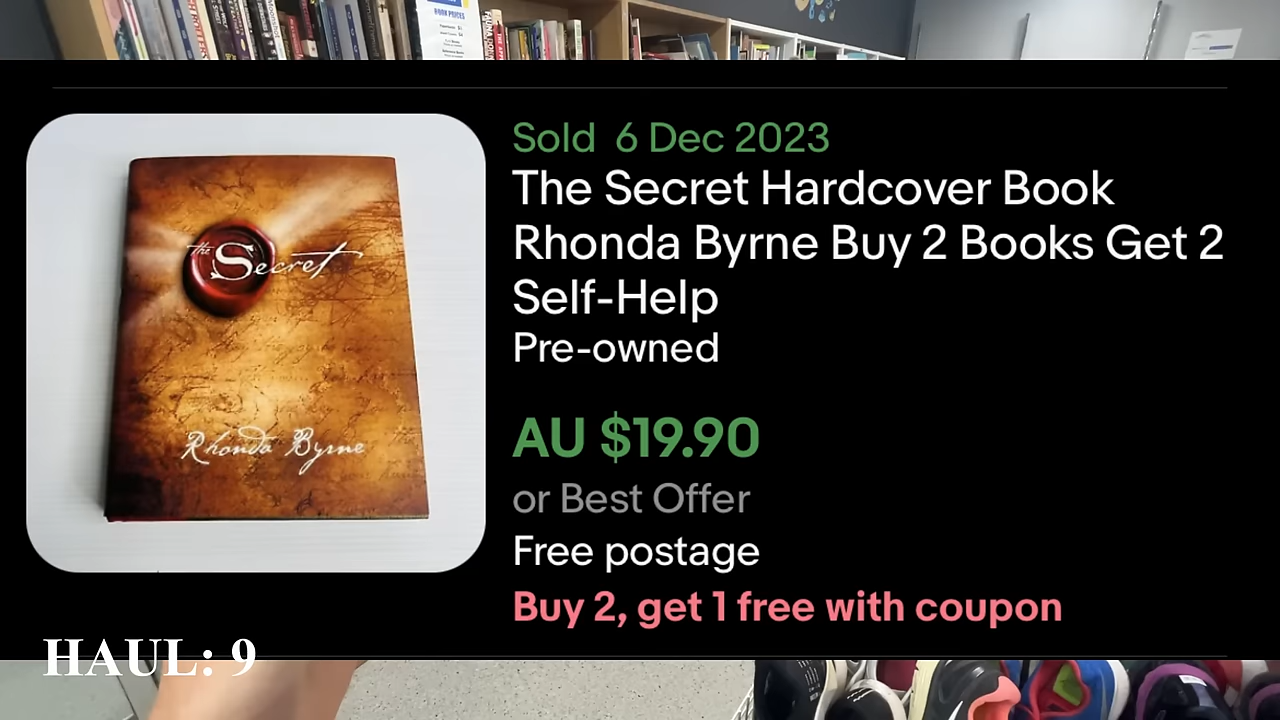 BOOK PRICES
Sold 6 Dec 2023
The Secret Hardcover Book
Rhonda Byrne Buy 2 Books Get 2
Self-Help
Pre-owned
the Secret
Rhonda Byrne
AU $19.90
or Best Offer
Free postage
Buy 2, get 1 free with coupon
HAUL: 9